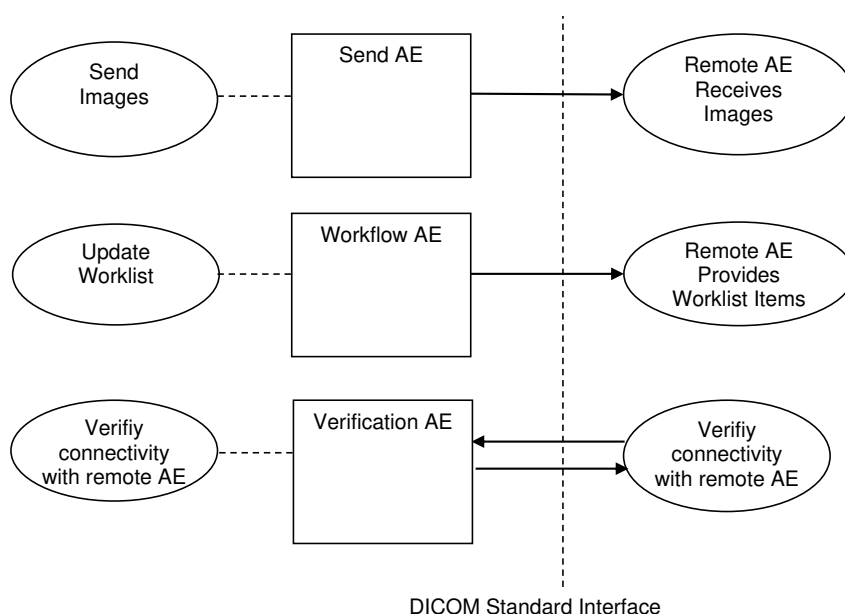 Send
Images
Send AE
Remote AE
Receives
Images
Update
Worklist
Workflow AE
Remote AE
Provides
Worklist Items
Verifiy
connectivity
with remote AE
Verification AE
Verifiy
connectivity
with remote AE
DICOM Standard Interface